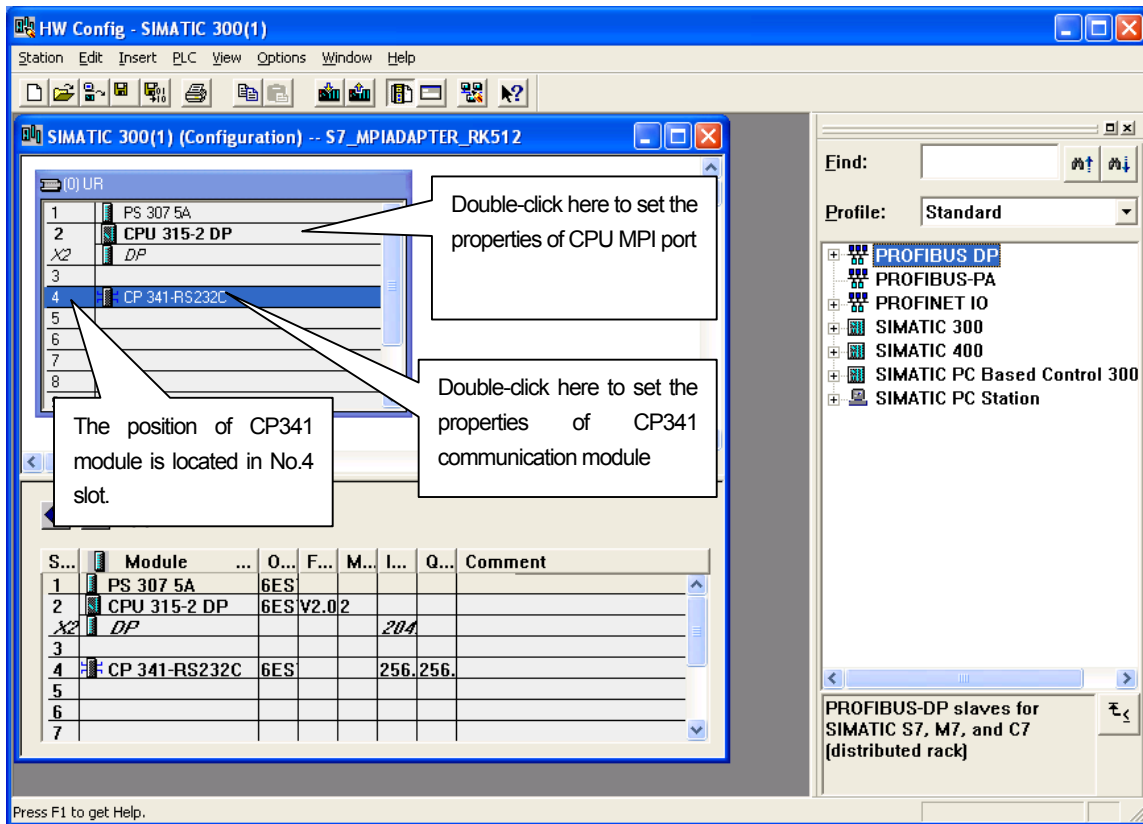 HW Config - SIMATIC 300(1)
Station Edit Insert PLC View Options Window Help
SIMATIC 300(1) (Configuration) -- S7_MPIADAPTER_RK512
(0) UR
1 PS 307 5A
2 CPU 315-2 DP
X2 DP
3
4 CP 341-RS232C
5
6
7
8
Double-click here to set the
properties of CPU MPI port
Double-click here to set the
properties of CP341
communication module
The position of CP341
module is located in No.4
slot.
S... Module ... O... F... M... I... Q... Comment
1 PS 307 5A 6ES
2 CPU 315-2 DP 6ES V2.0 2
X2 DP 204
3
4 CP 341-RS232C 6ES 256. 256.
5
6
7
Find:
Profile: Standard
PROFIBUS DP
PROFIBUS-PA
PROFINET IO
SIMATIC 300
SIMATIC 400
SIMATIC PC Based Control 300
SIMATIC PC Station
PROFIBUS-DP slaves for
SIMATIC S7, M7, and C7
(distributed rack)
Press F1 to get Help.